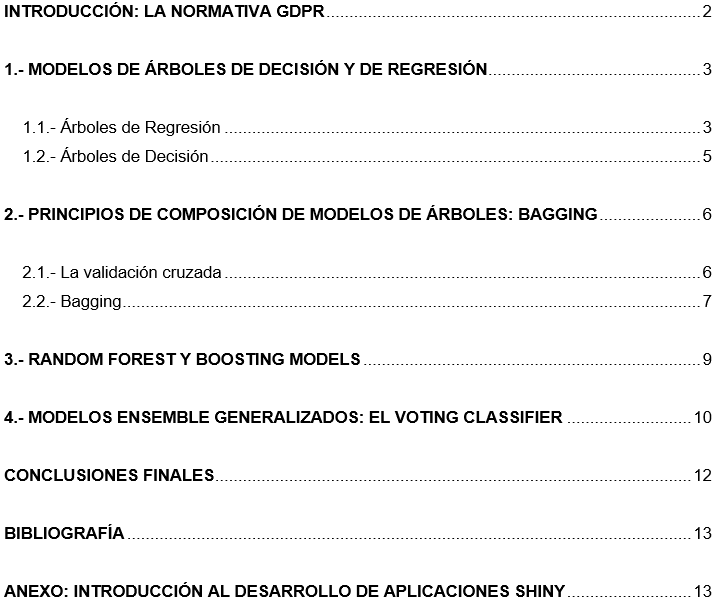 INTRODUCCIÓN: LA NORMATIVA GDPR 2
1.- MODELOS DE ÁRBOLES DE DECISIÓN Y DE REGRESIÓN 3
1.1.- Árboles de Regresión 3
1.2.- Árboles de Decisión 5
2.- PRINCIPIOS DE COMPOSICIÓN DE MODELOS DE ÁRBOLES: BAGGING 6
2.1.- La validación cruzada 6
2.2.- Bagging 7
3.- RANDOM FOREST Y BOOSTING MODELS 9
4.- MODELOS ENSEMBLE GENERALIZADOS: EL VOTING CLASSIFIER 10
CONCLUSIONES FINALES 12
BIBLIOGRAFÍA 13
ANEXO: INTRODUCCIÓN AL DESARROLLO DE APLICACIONES SHINY 13